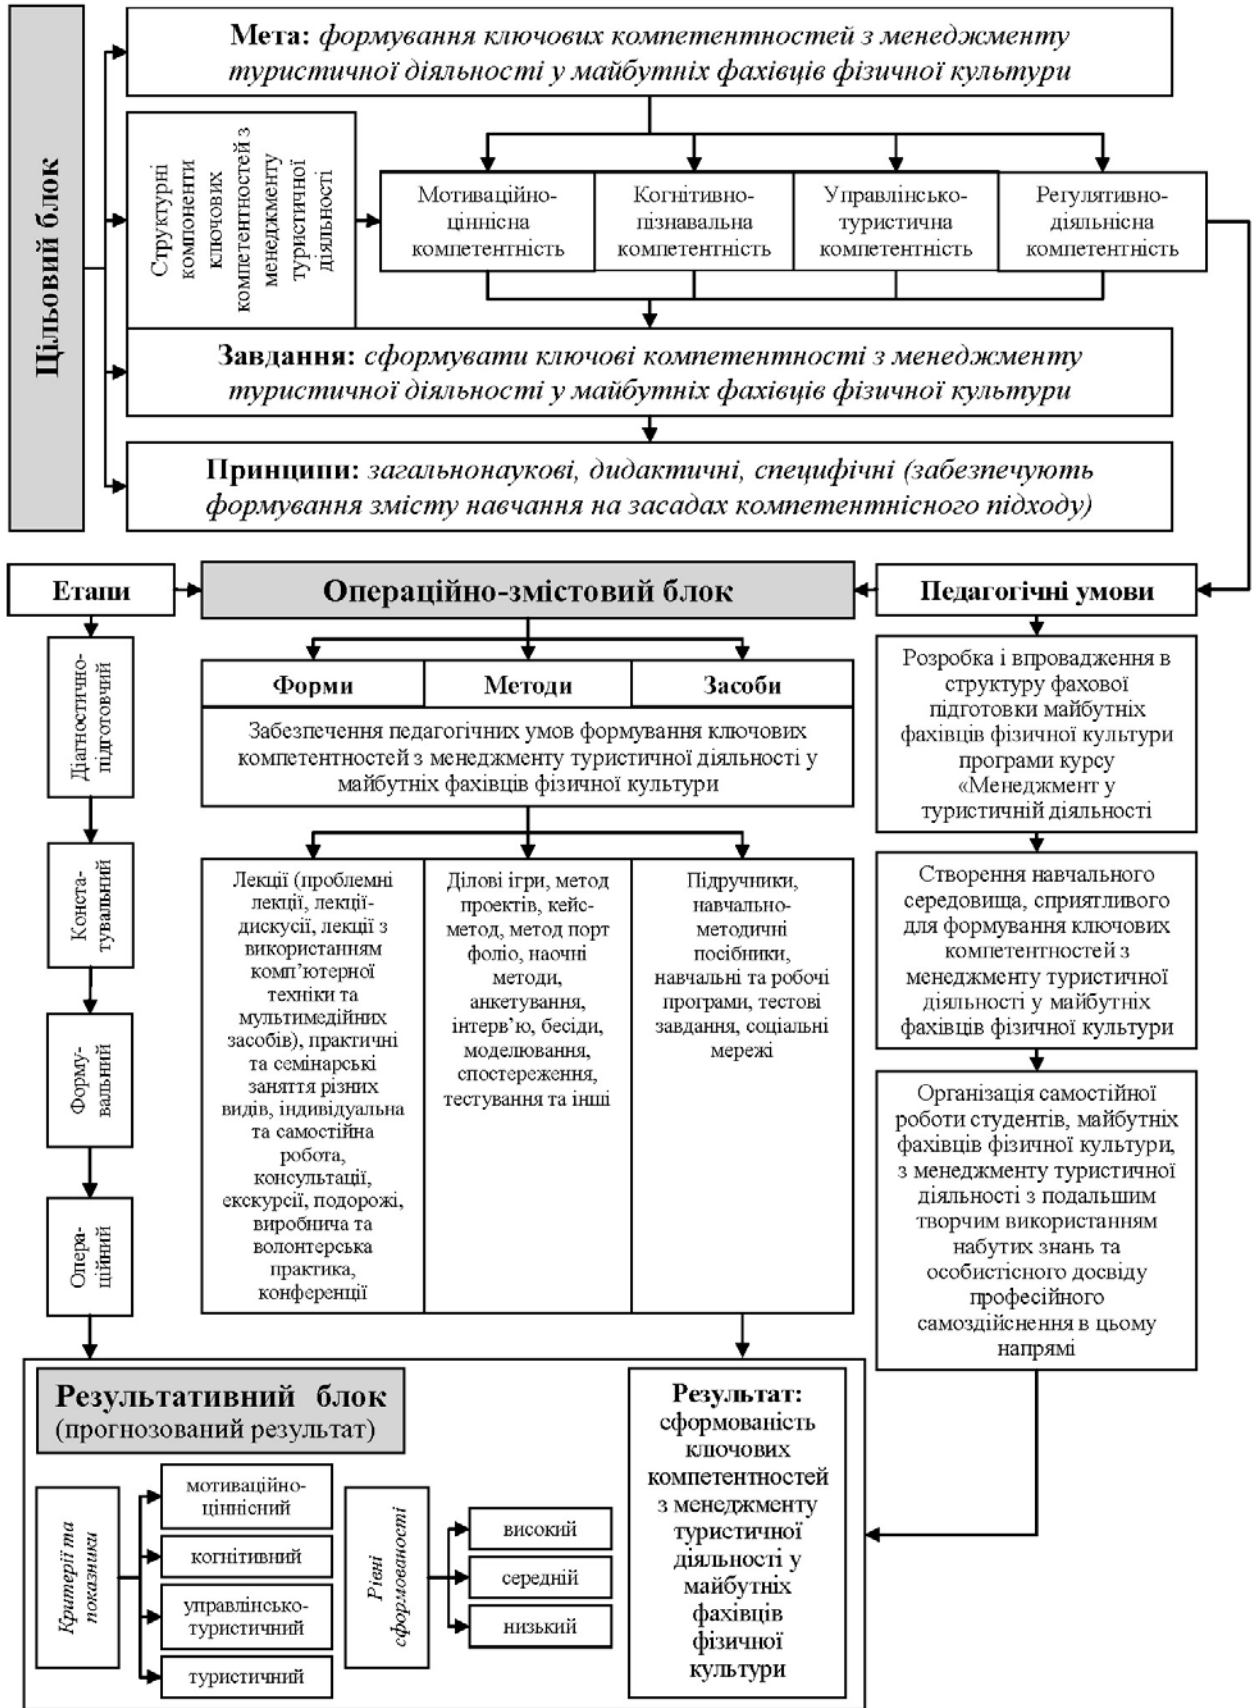 Цільовий блок
Мета: формування ключових компетентностей з менеджменту
туристичної діяльності у майбутніх фахівців фізичної культури
Структурні
компоненти
ключових
компетентностей з
менеджменту
туристичної
діяльності
Мотиваційно-
ціннісна
компетентність
Когнітивно-
пізнавальна
компетентність
Управлінсько-
туристична
компетентність
Регулятивно-
діяльнісна
компетентність
Завдання: сформувати ключові компетентності з менеджменту
туристичної діяльності у майбутніх фахівців фізичної культури
Принципи: загальнонаукові, дидактичні, специфічні (забезпечують
формування змісту навчання на засадах компетентнісного підходу)
Етапи
Діагностично-
підготовчий
Конста-
тувальний
Форму-
вальний
Опера-
ційний
Операційно-змістовий блок
Форми
Методи
Засоби
Забезпечення педагогічних умов формування ключових
компетентностей з менеджменту туристичної діяльності у
майбутніх фахівців фізичної культури
Лекції (проблемні
лекції, лекції-
дискусії, лекції з
використанням
комп’ютерної
техніки та
мультимедійних
засобів), практичні
та семінарські
заняття різних
видів, індивідуальна
та самостійна
робота,
консультації,
екскурсії, подорожі,
виробнича та
волонтерська
практика,
конференції
Ділові ігри, метод
проектів, кейс-
метод, метод порт
фоліо, наочні
методи,
анкетування,
інтерв’ю, бесіди,
моделювання,
спостереження,
тестування та інші
Підручники,
навчально-
методичні
посібники,
навчальні та робочі
програми, тестові
завдання, соціальні
мережі
Педагогічні умови
Розробка і впровадження в
структуру фахової
підготовки майбутніх
фахівців фізичної культури
програми курсу
«Менеджмент у
туристичній діяльності
Створення навчального
середовища, сприятливого
для формування ключових
компетентностей з
менеджменту туристичної
діяльності у майбутніх
фахівців фізичної культури
Організація самостійної
роботи студентів, майбутніх
фахівців фізичної культури,
з менеджменту туристичної
діяльності з подальшим
творчим використанням
набутих знань та
особистісного досвіду
професійного
самоздійснення в цьому
напрямі
Результативний блок
(прогнозований результат)
Критерії та
показники
мотиваційно-
ціннісний
когнітивний
управлінсько-
туристичний
туристичний
Рівні
сформованості
високий
середній
низький
Результат:
сформованість
ключових
компетентностей
з менеджменту
туристичної
діяльності у
майбутніх
фахівців
фізичної
культури